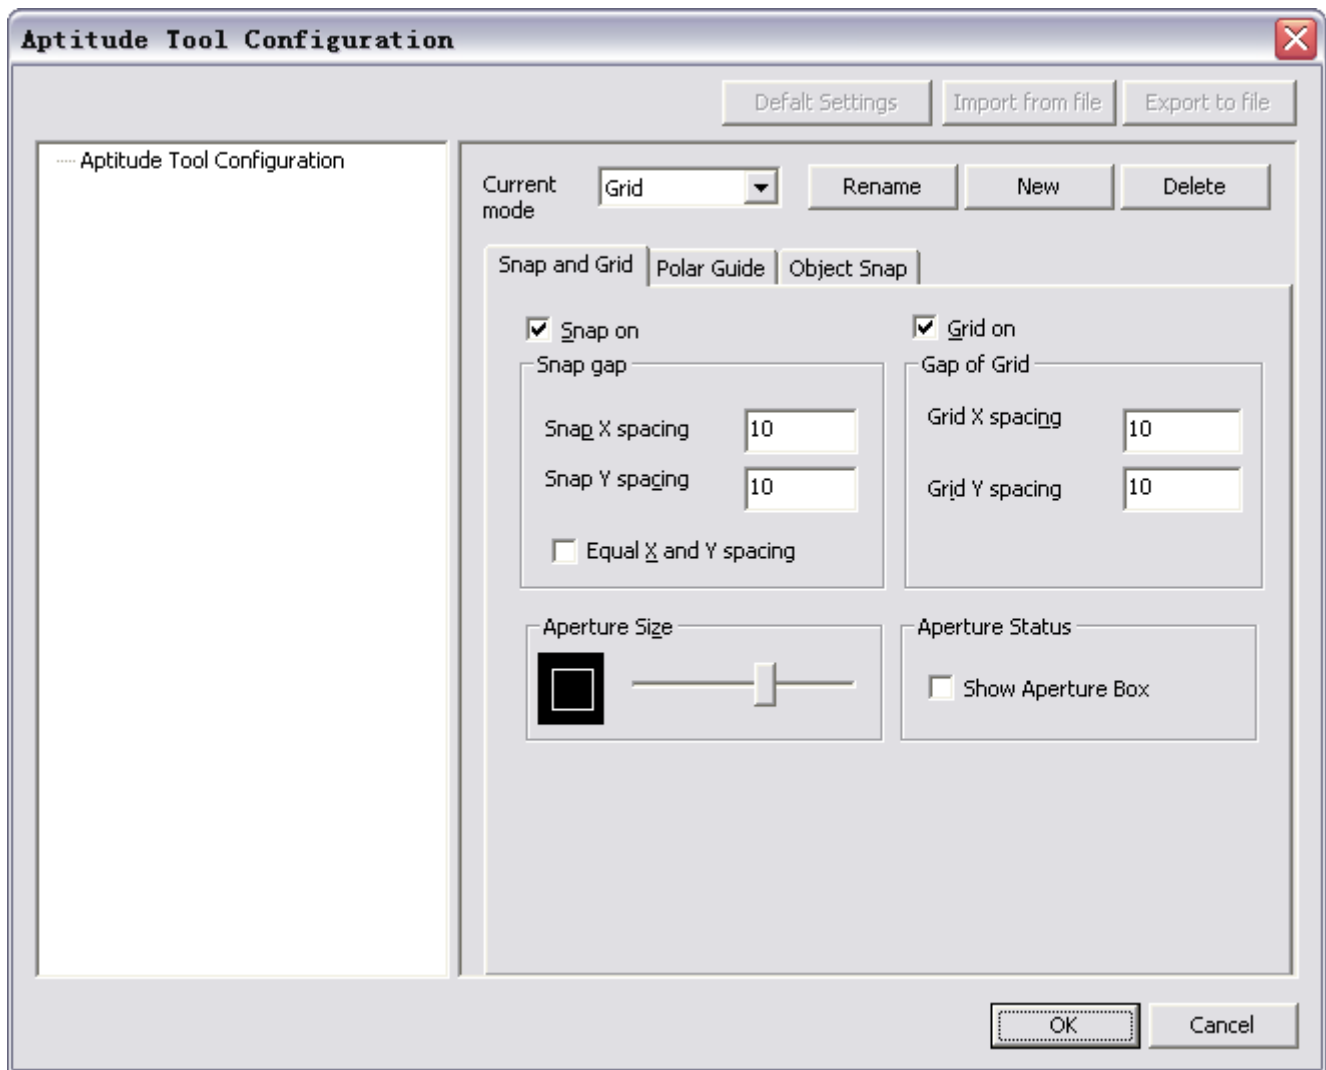 Aptitude Tool Configuration
Defalt Settings
Import from file
Export to file
Aptitude Tool Configuration
Current
mode
Grid
Rename
New
Delete
Snap and Grid
Polar Guide
Object Snap
Snap on
Grid on
Snap gap
Snap X spacing
10
Snap Y spacing
10
Equal X and Y spacing
Gap of Grid
Grid X spacing
10
Grid Y spacing
10
Aperture Size
Aperture Status
Show Aperture Box
OK
Cancel